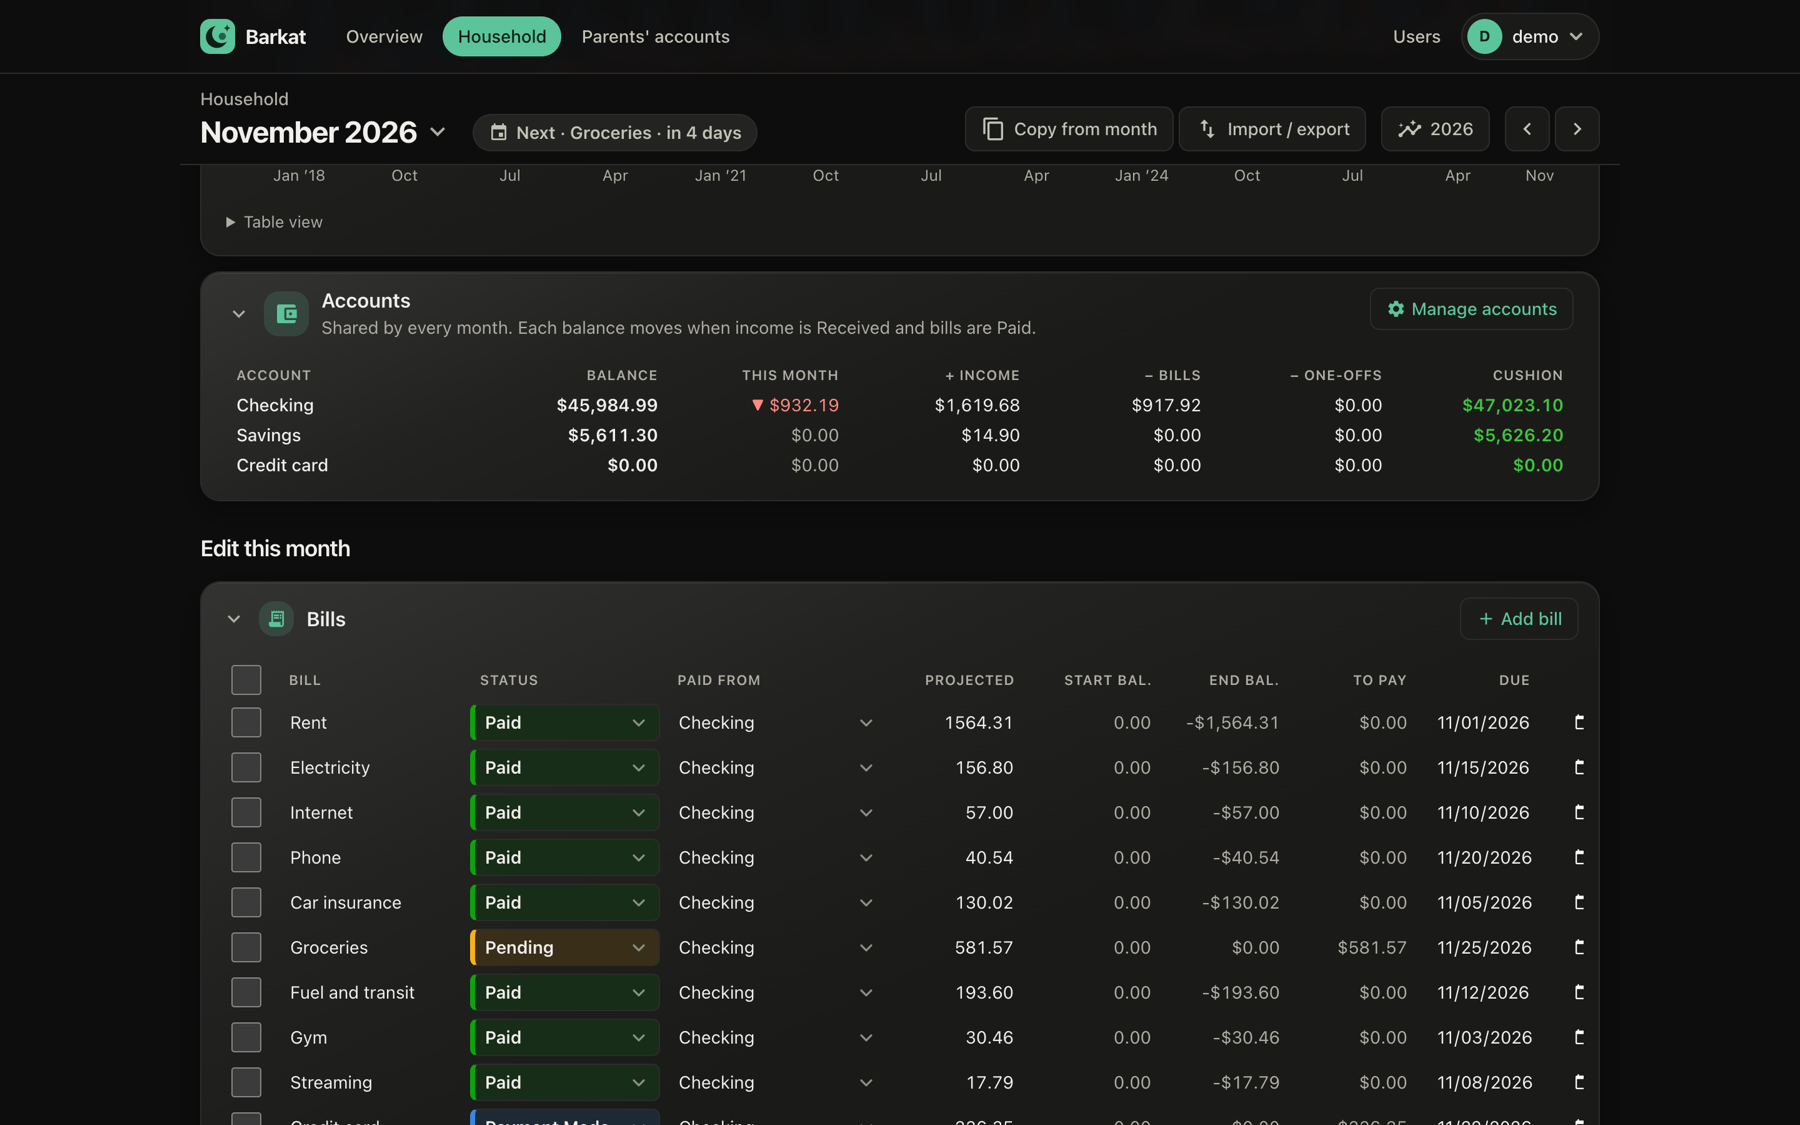 Barkat Overview Household Parents' accounts Users D demo
Household
November 2026 Next · Groceries · in 4 days Copy from month Import / export 2026
Jan '18 Oct Jul Apr Jan '21 Oct Jul Apr Jan '24 Oct Jul Apr Nov
Table view
Accounts
Shared by every month. Each balance moves when income is Received and bills are Paid.
Manage accounts
ACCOUNT BALANCE THIS MONTH + INCOME – BILLS – ONE-OFFS CUSHION
Checking $45,984.99 ▼ $932.19 $1,619.68 $917.92 $0.00 $47,023.10
Savings $5,611.30 $0.00 $14.90 $0.00 $0.00 $5,626.20
Credit card $0.00 $0.00 $0.00 $0.00 $0.00 $0.00
Edit this month
Bills + Add bill
BILL STATUS PAID FROM PROJECTED START BAL. END BAL. TO PAY DUE
Rent Paid Checking 1564.31 0.00 -$1,564.31 $0.00 11/01/2026
Electricity Paid Checking 156.80 0.00 -$156.80 $0.00 11/15/2026
Internet Paid Checking 57.00 0.00 -$57.00 $0.00 11/10/2026
Phone Paid Checking 40.54 0.00 -$40.54 $0.00 11/20/2026
Car insurance Paid Checking 130.02 0.00 -$130.02 $0.00 11/05/2026
Groceries Pending Checking 581.57 0.00 $0.00 $581.57 11/25/2026
Fuel and transit Paid Checking 193.60 0.00 -$193.60 $0.00 11/12/2026
Gym Paid Checking 30.46 0.00 -$30.46 $0.00 11/03/2026
Streaming Paid Checking 17.79 0.00 -$17.79 $0.00 11/08/2026
Credit card Payment Made Checking